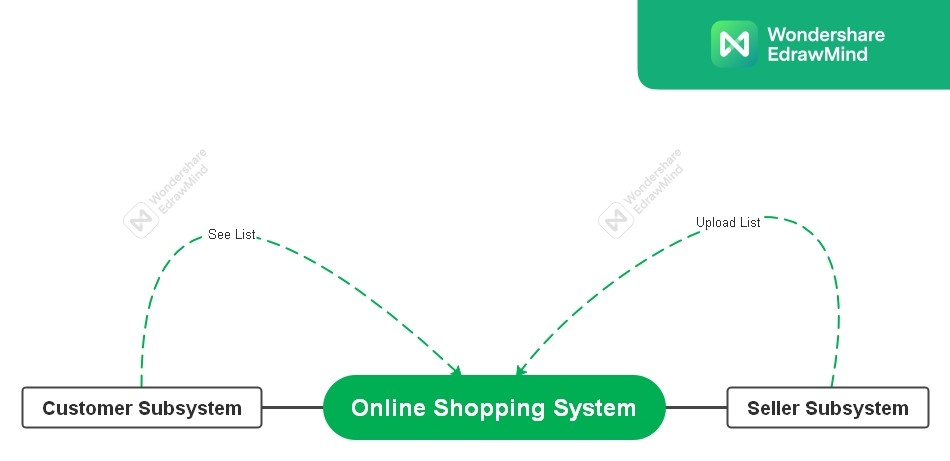 Wondershare
EdrawMind
Wondershare
EdrawMind
Wondershare
EdrawMind
See List
Upload List
Customer Subsystem
Online Shopping System
Seller Subsystem